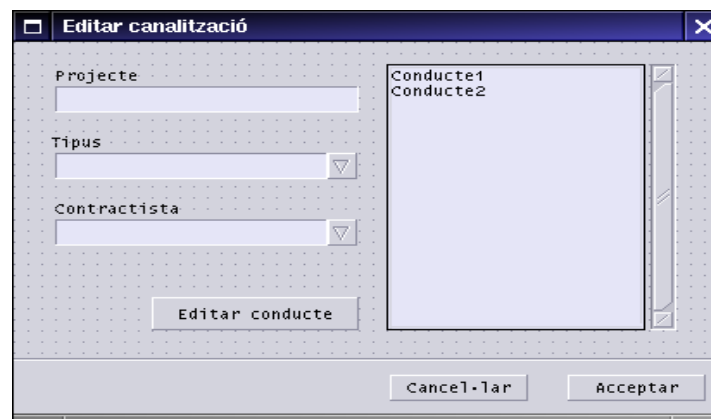 Editar canalització
Projecte
Tipus
Contractista
Editar conducte
Conducte1
Conducte2
Cancel·lar
Acceptar